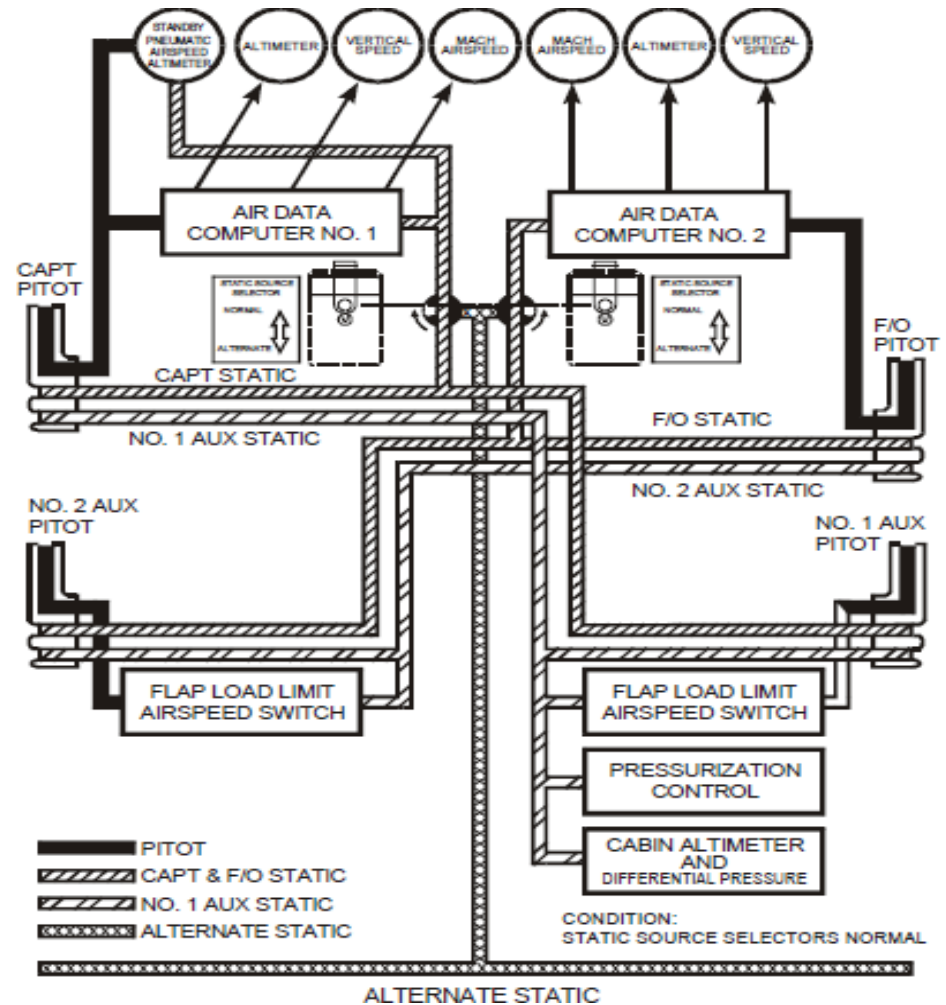 STANDBY
PNEUMATIC
AIRSPEED
ALTIMETER
ALTIMETER
VERTICAL
SPEED
MACH
AIRSPEED
MACH
AIRSPEED
ALTIMETER
VERTICAL
SPEED
AIR DATA
COMPUTER NO. 1
AIR DATA
COMPUTER NO. 2
CAPT
PITOT
STATIC SOURCE
SELECTOR
NORMAL
ALTERNATE
STATIC SOURCE
SELECTOR
NORMAL
ALTERNATE
F/O
PITOT
CAPT STATIC
F/O STATIC
NO. 1 AUX STATIC
NO. 2 AUX STATIC
NO. 2 AUX
PITOT
NO. 1 AUX
PITOT
FLAP LOAD LIMIT
AIRSPEED SWITCH
FLAP LOAD LIMIT
AIRSPEED SWITCH
PRESSURIZATION
CONTROL
CABIN ALTIMETER
AND
DIFFERENTIAL PRESSURE
PITOT
CAPT & F/O STATIC
NO. 1 AUX STATIC
ALTERNATE STATIC
CONDITION:
STATIC SOURCE SELECTORS NORMAL
ALTERNATE STATIC